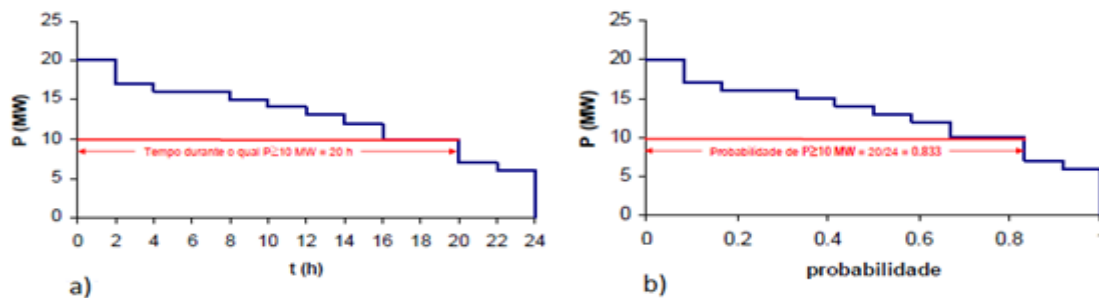 25
20
15
10
5
0
P (MW)
Tempo durante o qual P≥10 MW = 20 h
0 2 4 6 8 10 12 14 16 18 20 22 24
t (h)
a)
25
20
15
10
5
0
P (MW)
Probabilidade de P≥10 MW = 20/24 = 0.833
0 0.2 0.4 0.6 0.8 1
probabilidade
b)